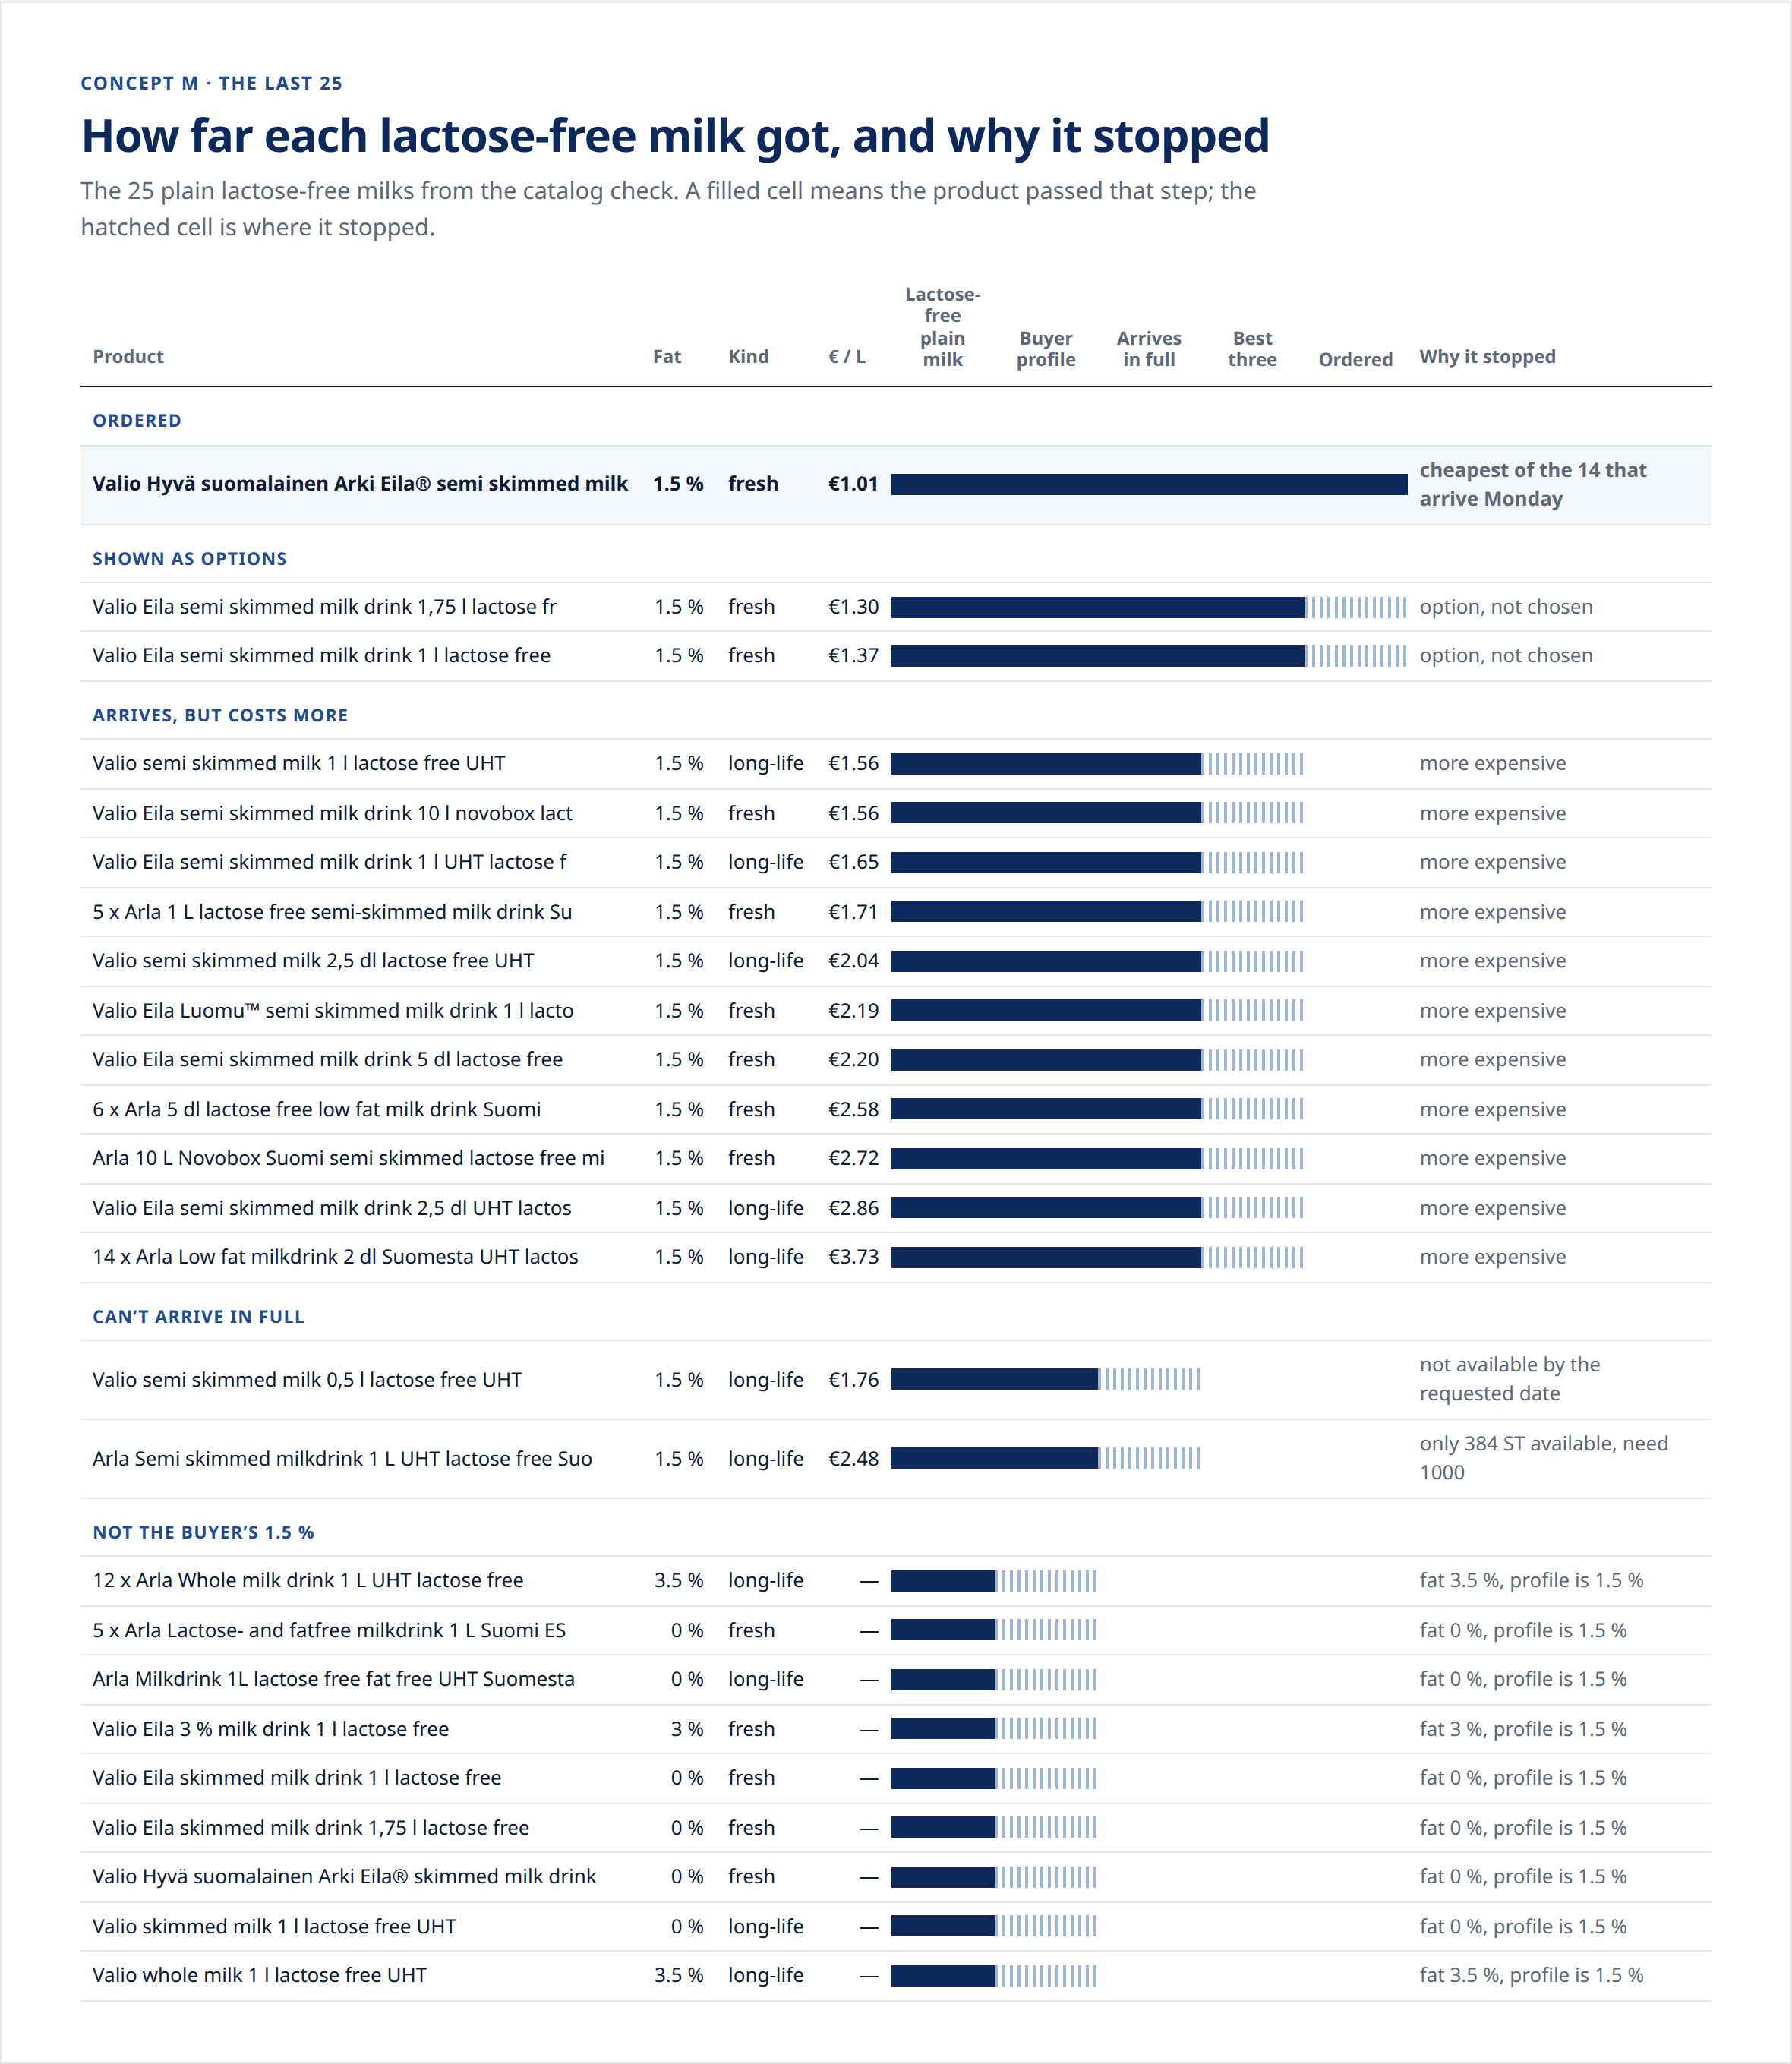 CONCEPT M · THE LAST 25
How far each lactose-free milk got, and why it stopped
The 25 plain lactose-free milks from the catalog check. A filled cell means the product passed that step; the
hatched cell is where it stopped.
Product Fat Kind € / L Lactose-free plain milk Buyer profile Arrives in full Best three Ordered Why it stopped
ORDERED
Valio Hyvä suomalainen Arki Eila® semi skimmed milk 1.5 % fresh €1.01 cheapest of the 14 that
arrive Monday
SHOWN AS OPTIONS
Valio Eila semi skimmed milk drink 1,75 l lactose fr 1.5 % fresh €1.30 option, not chosen
Valio Eila semi skimmed milk drink 1 l lactose free 1.5 % fresh €1.37 option, not chosen
ARRIVES, BUT COSTS MORE
Valio semi skimmed milk 1 l lactose free UHT 1.5 % long-life €1.56 more expensive
Valio Eila semi skimmed milk drink 10 l novobox lact 1.5 % fresh €1.56 more expensive
Valio Eila semi skimmed milk drink 1 l UHT lactose f 1.5 % long-life €1.65 more expensive
5 x Arla 1 L lactose free semi-skimmed milk drink Su 1.5 % fresh €1.71 more expensive
Valio semi skimmed milk 2,5 dl lactose free UHT 1.5 % long-life €2.04 more expensive
Valio Eila Luomu™ semi skimmed milk drink 1 l lacto 1.5 % fresh €2.19 more expensive
Valio Eila semi skimmed milk drink 5 dl lactose free 1.5 % fresh €2.20 more expensive
6 x Arla 5 dl lactose free low fat milk drink Suomi 1.5 % fresh €2.58 more expensive
Arla 10 L Novobox Suomi semi skimmed lactose free mi 1.5 % fresh €2.72 more expensive
Valio Eila semi skimmed milk drink 2,5 dl UHT lactos 1.5 % long-life €2.86 more expensive
14 x Arla Low fat milkdrink 2 dl Suomesta UHT lactos 1.5 % long-life €3.73 more expensive
CAN’T ARRIVE IN FULL
Valio semi skimmed milk 0,5 l lactose free UHT 1.5 % long-life €1.76 not available by the
requested date
Arla Semi skimmed milkdrink 1 L UHT lactose free Suo 1.5 % long-life €2.48 only 384 ST available, need
1000
NOT THE BUYER’S 1.5 %
12 x Arla Whole milk drink 1 L UHT lactose free 3.5 % long-life — fat 3.5 %, profile is 1.5 %
5 x Arla Lactose- and fatfree milkdrink 1 L Suomi ES 0 % fresh — fat 0 %, profile is 1.5 %
Arla Milkdrink 1L lactose free fat free UHT Suomesta 0 % long-life — fat 0 %, profile is 1.5 %
Valio Eila 3 % milk drink 1 l lactose free 3 % fresh — fat 3 %, profile is 1.5 %
Valio Eila skimmed milk drink 1 l lactose free 0 % fresh — fat 0 %, profile is 1.5 %
Valio Eila skimmed milk drink 1,75 l lactose free 0 % fresh — fat 0 %, profile is 1.5 %
Valio Hyvä suomalainen Arki Eila® skimmed milk drink 0 % fresh — fat 0 %, profile is 1.5 %
Valio skimmed milk 1 l lactose free UHT 0 % long-life — fat 0 %, profile is 1.5 %
Valio whole milk 1 l lactose free UHT 3.5 % long-life — fat 3.5 %, profile is 1.5 %